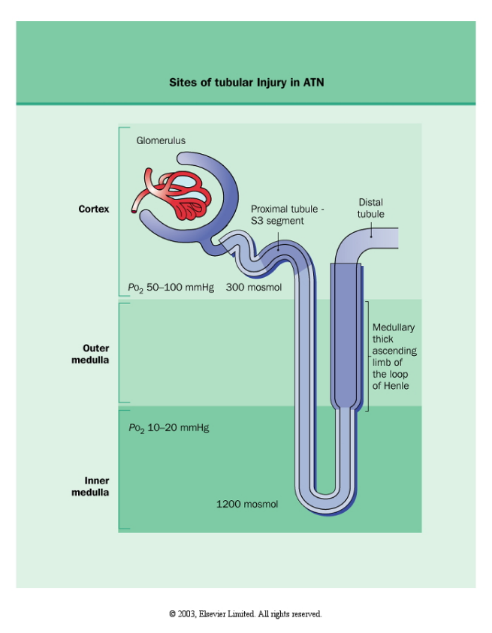 Sites of tubular Injury in ATN
Glomerulus
Cortex
Proximal tubule -
S3 segment
Distal
tubule
Po₂ 50–100 mmHg
300 mosmol
Outer
medulla
Medullary
thick
ascending
limb of
the loop
of Henle
Po₂ 10–20 mmHg
Inner
medulla
1200 mosmol
© 2003, Elsevier Limited. All rights reserved.